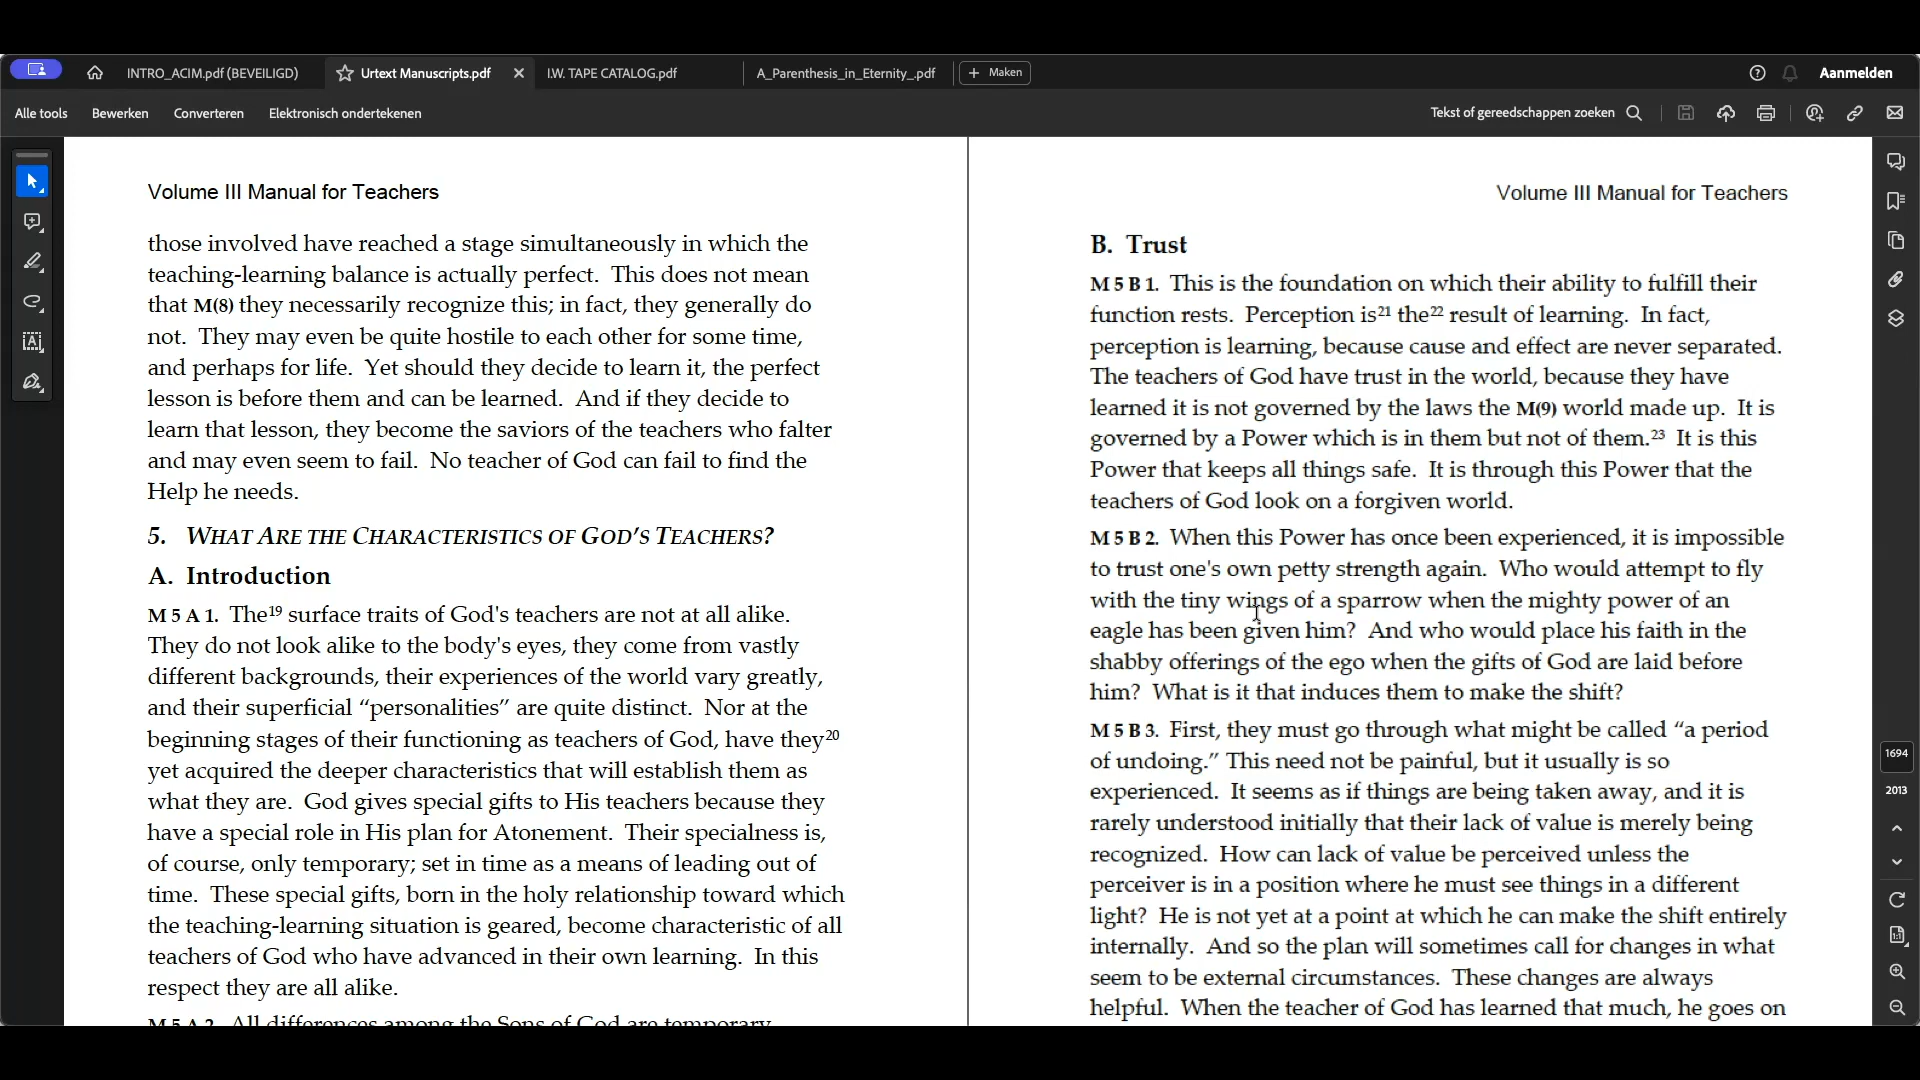 INTRO_ACIM.pdf (BEVEILIGD)
Urtext Manuscripts.pdf
I.W. TAPE CATALOG.pdf
A_Parenthesis_in_Eternity_.pdf
Maken
Aanmelden
Alle tools
Bewerken
Converteren
Elektronisch ondertekenen
Tekst of gereedschappen zoeken
Volume III Manual for Teachers
those involved have reached a stage simultaneously in which the
teaching-learning balance is actually perfect. This does not mean
that M(8) they necessarily recognize this; in fact, they generally do
not. They may even be quite hostile to each other for some time,
and perhaps for life. Yet should they decide to learn it, the perfect
lesson is before them and can be learned. And if they decide to
learn that lesson, they become the saviors of the teachers who falter
and may even seem to fail. No teacher of God can fail to find the
Help he needs.
5. WHAT ARE THE CHARACTERISTICS OF GOD'S TEACHERS?
A. Introduction
M 5 A 1. The19 surface traits of God's teachers are not at all alike.
They do not look alike to the body's eyes, they come from vastly
different backgrounds, their experiences of the world vary greatly,
and their superficial “personalities” are quite distinct. Nor at the
beginning stages of their functioning as teachers of God, have they20
yet acquired the deeper characteristics that will establish them as
what they are. God gives special gifts to His teachers because they
have a special role in His plan for Atonement. Their specialness is,
of course, only temporary; set in time as a means of leading out of
time. These special gifts, born in the holy relationship toward which
the teaching-learning situation is geared, become characteristic of all
teachers of God who have advanced in their own learning. In this
respect they are all alike.
M 5 A 2. All differences among the Sons of God are temporary
Volume III Manual for Teachers
B. Trust
M 5 B 1. This is the foundation on which their ability to fulfill their
function rests. Perception is21 the22 result of learning. In fact,
perception is learning, because cause and effect are never separated.
The teachers of God have trust in the world, because they have
learned it is not governed by the laws the M(9) world made up. It is
governed by a Power which is in them but not of them.23 It is this
Power that keeps all things safe. It is through this Power that the
teachers of God look on a forgiven world.
M 5 B 2. When this Power has once been experienced, it is impossible
to trust one's own petty strength again. Who would attempt to fly
with the tiny wings of a sparrow when the mighty power of an
eagle has been given him? And who would place his faith in the
shabby offerings of the ego when the gifts of God are laid before
him? What is it that induces them to make the shift?
M 5 B 3. First, they must go through what might be called “a period
of undoing.” This need not be painful, but it usually is so
experienced. It seems as if things are being taken away, and it is
rarely understood initially that their lack of value is merely being
recognized. How can lack of value be perceived unless the
perceiver is in a position where he must see things in a different
light? He is not yet at a point at which he can make the shift entirely
internally. And so the plan will sometimes call for changes in what
seem to be external circumstances. These changes are always
helpful. When the teacher of God has learned that much, he goes on
1694
2013